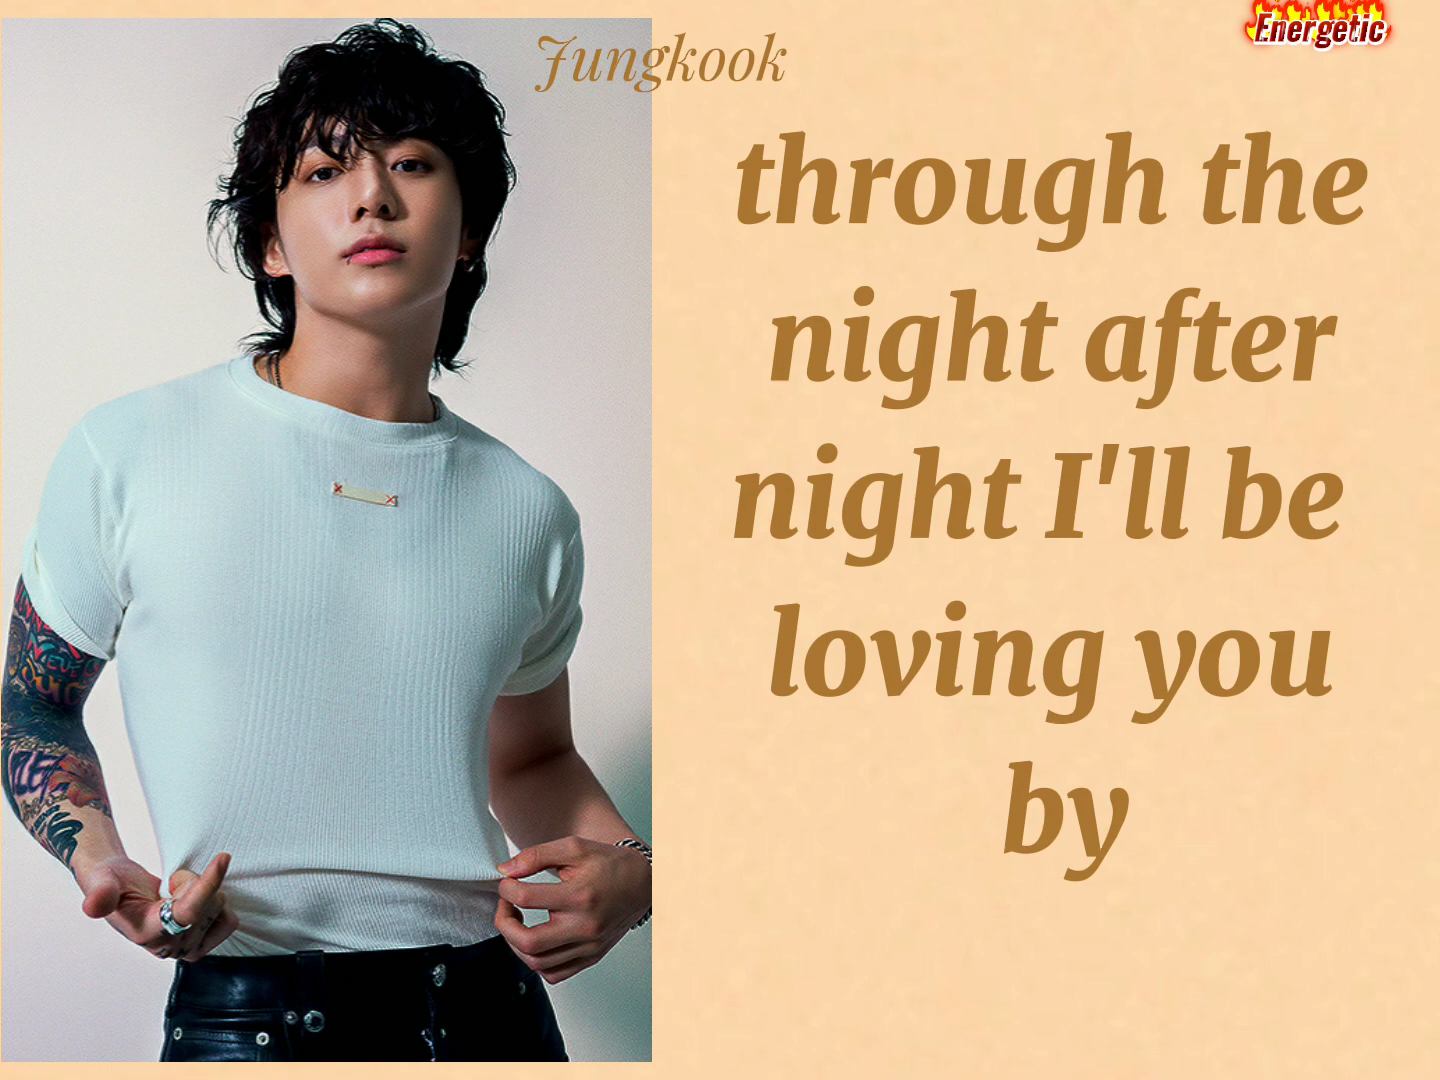 Jungkook
Energetic
through the
night after
night I'll be
loving you
by